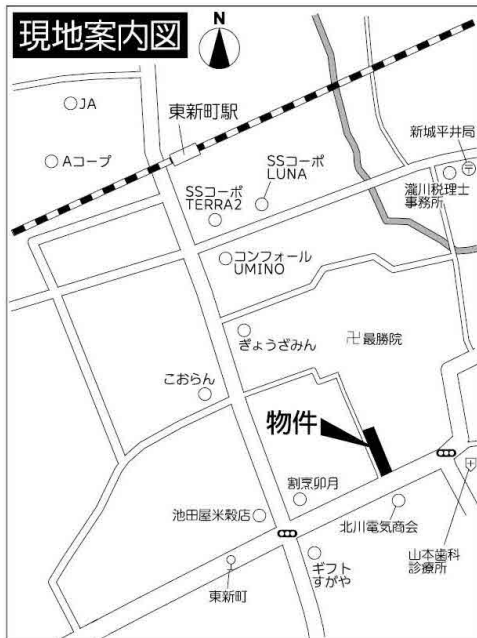 現地案内図
N
JA
東新町駅
新城平井局
Aコープ
SSコーポ
LUNA
瀧川税理士
事務所
SSコーポ
TERRA2
コンフォール
UMINO
ぎょうざみん
卍最勝院
こおらん
物件
割烹卯月
池田屋米穀店
北川電気商会
山本歯科
診療所
ギフト
すがや
東新町